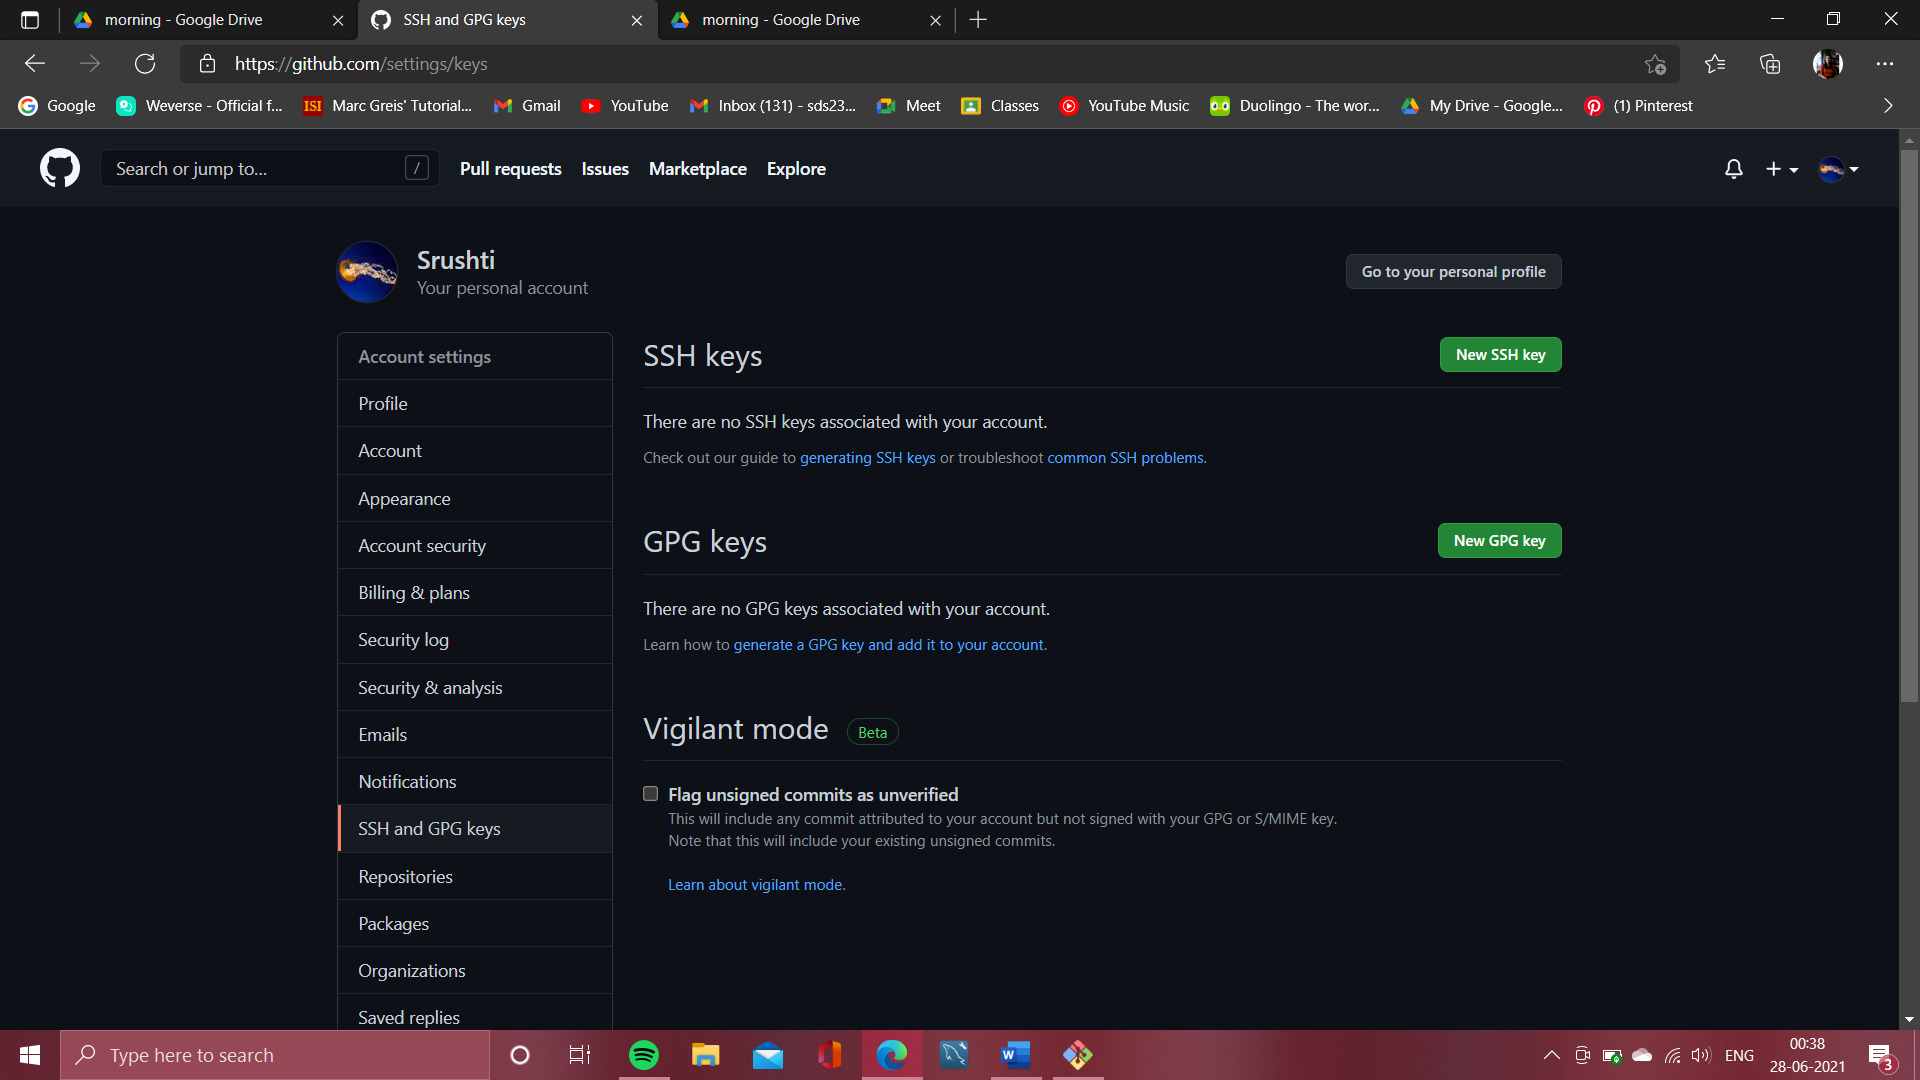 morning - Google Drive
SSH and GPG keys
morning - Google Drive
https://github.com/settings/keys
Google
Weverse - Official f...
ISI
Marc Greis' Tutorial...
Gmail
YouTube
Inbox (131) - sds23...
Meet
Classes
YouTube Music
Duolingo - The wor...
My Drive - Google...
(1) Pinterest
Search or jump to...
/
Pull requests
Issues
Marketplace
Explore
Srushti
Your personal account
Go to your personal profile
Account settings
Profile
Account
Appearance
Account security
Billing & plans
Security log
Security & analysis
Emails
Notifications
SSH and GPG keys
Repositories
Packages
Organizations
Saved replies
SSH keys
New SSH key
There are no SSH keys associated with your account.
Check out our guide to generating SSH keys or troubleshoot common SSH problems.
GPG keys
New GPG key
There are no GPG keys associated with your account.
Learn how to generate a GPG key and add it to your account.
Vigilant mode
Beta
Flag unsigned commits as unverified
This will include any commit attributed to your account but not signed with your GPG or S/MIME key.
Note that this will include your existing unsigned commits.
Learn about vigilant mode.
Type here to search
W
ENG
00:38
28-06-2021
3